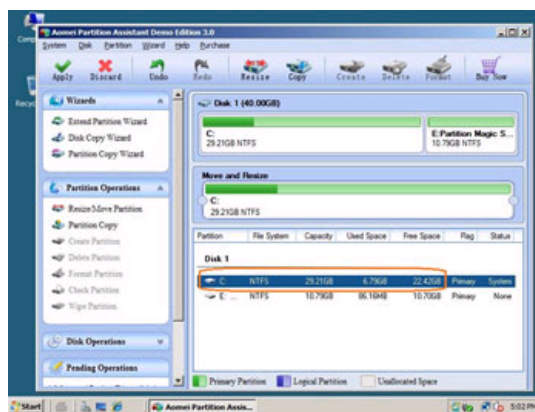 Aomei Partition Assistant Demo Edition 3.0
System Disk Partition Wizard Help Purchase
Apply Discard Undo Redo Resize Copy Create Delete Format Buy Now
Wizards
Extend Partition Wizard
Disk Copy Wizard
Partition Copy Wizard
Partition Operations
Resize/Move Partition
Partition Copy
Create Partition
Delete Partition
Format Partition
Check Partition
Wipe Partition
Disk Operations
Pending Operations
Disk 1 (40.00GB)
C:
29.21GB NTFS
E:Partition Magic S...
10.79GB NTFS
Move and Resize
C:
29.21GB NTFS
Partition File System Capacity Used Space Free Space Flag Status
Disk 1
C NTFS 29.21GB 6.79GB 22.42GB Primary System
E: ... NTFS 10.79GB 86.16MB 10.70GB Primary None
Primary Partition Logical Partition Unallocated Space
Start Aomei Partition Assis... 5:02 PM